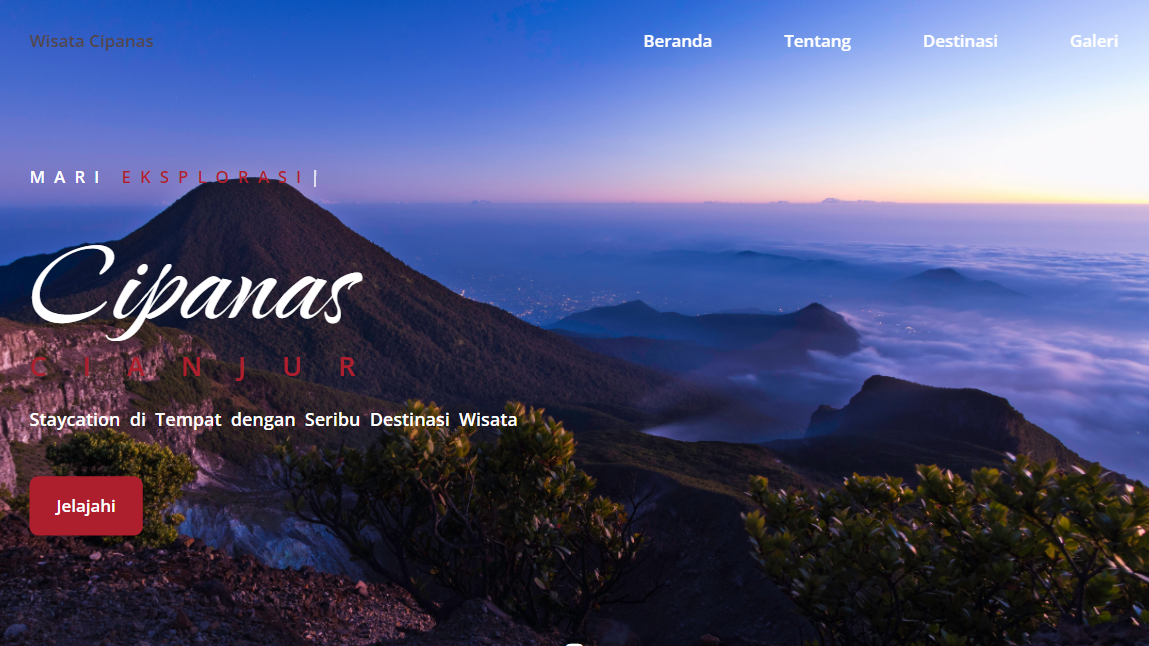 Wisata Cipanas
Beranda Tentang Destinasi Galeri
MARI EKSPLORASI|
Cipanas
CIANJUR
Staycation di Tempat dengan Seribu Destinasi Wisata
Jelajahi